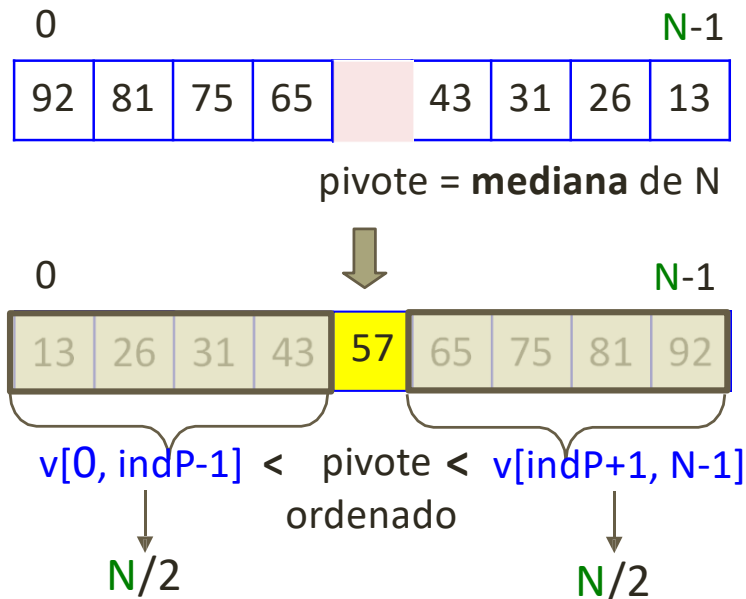 0 N-1
92 81 75 65 43 31 26 13
pivote = mediana de N
0 N-1
13 26 31 43 57 65 75 81 92
v[0, indP-1] < pivote < v[indP+1, N-1]
ordenado
N/2 N/2